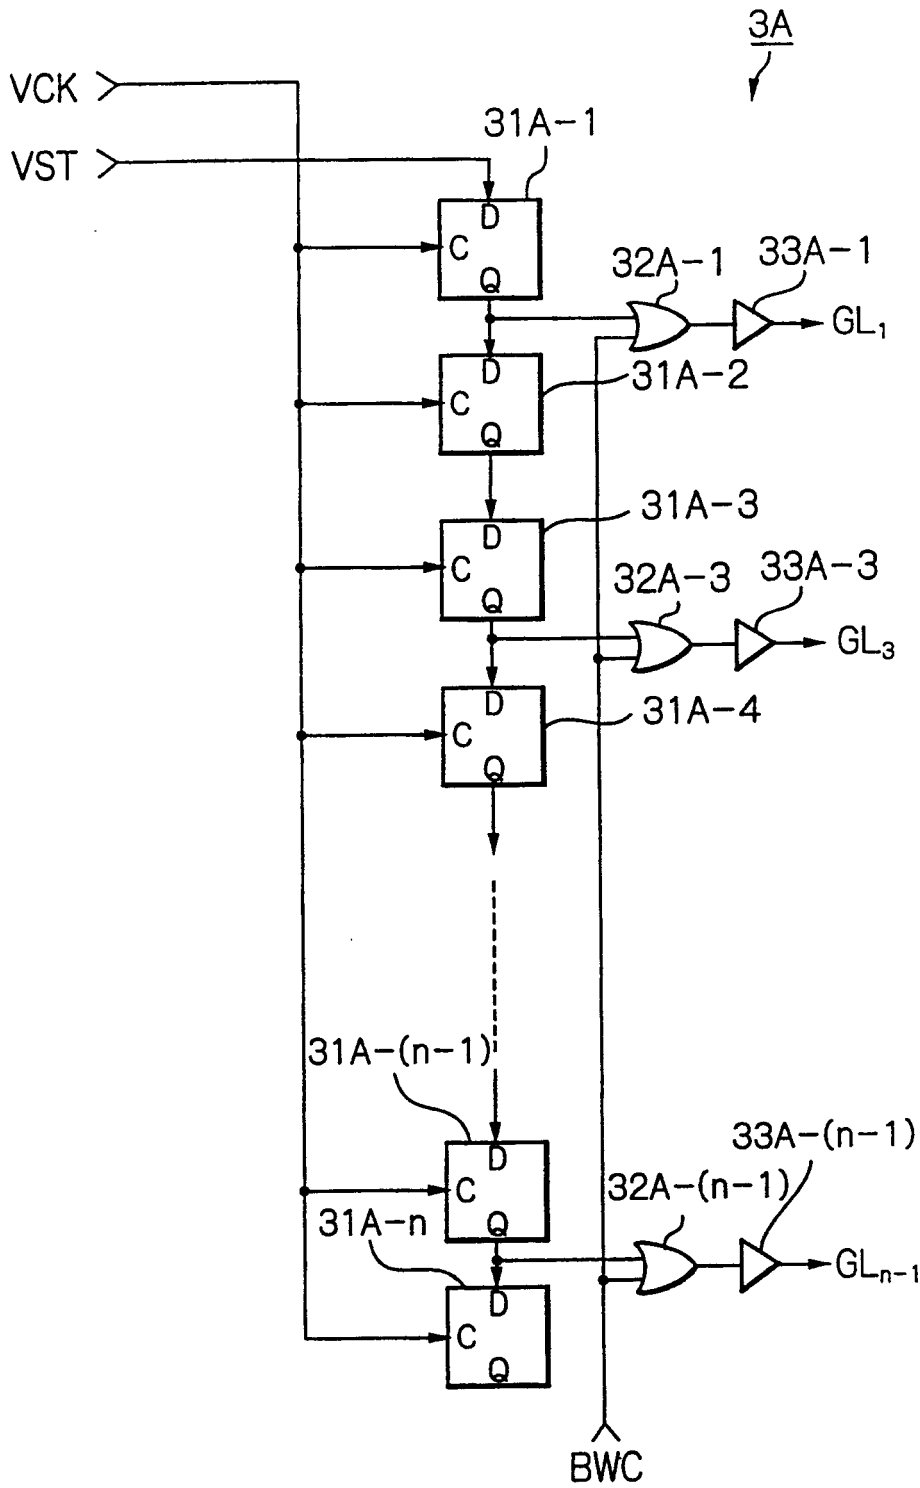 3A
VCK
VST
31A-1
D
C
Q
32A-1
33A-1
GL1
31A-2
D
C
Q
31A-3
D
C
Q
32A-3
33A-3
GL3
31A-4
D
C
Q
31A-(n-1)
D
C
Q
32A-(n-1)
33A-(n-1)
GLn-1
31A-n
D
C
Q
BWC